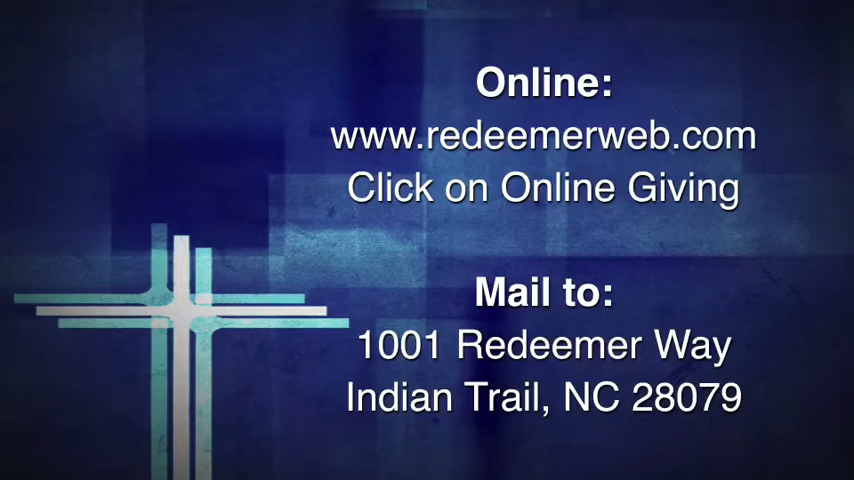 Online:
www.redeemerweb.com
Click on Online Giving
Mail to:
1001 Redeemer Way
Indian Trail, NC 28079